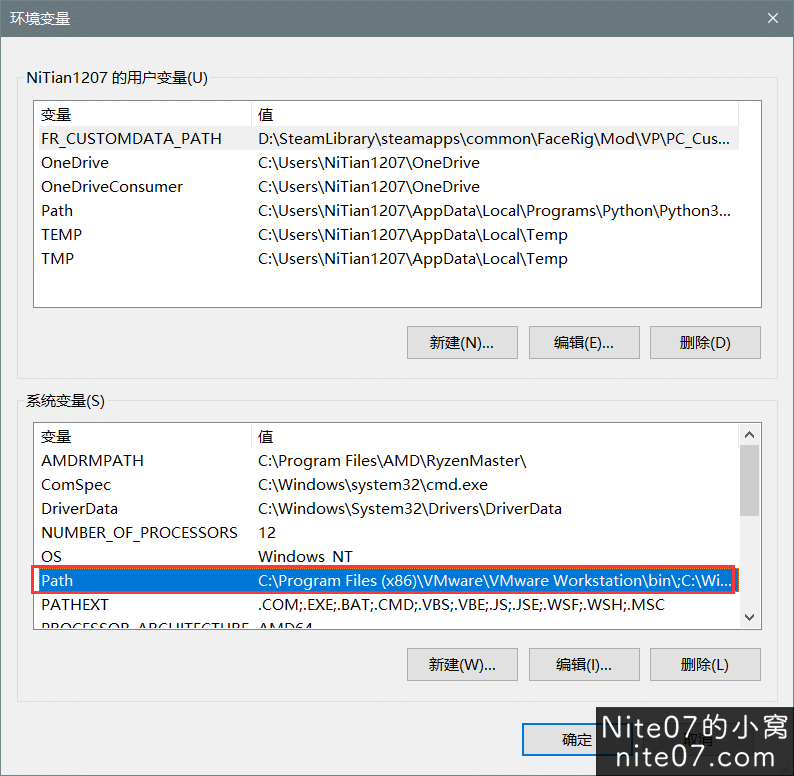 环境变量
NiTian1207 的用户变量(U)
变量 值
FR_CUSTOMDATA_PATH D:\SteamLibrary\steamapps\common\FaceRig\Mod\VP\PC_Cus...
OneDrive C:\Users\NiTian1207\OneDrive
OneDriveConsumer C:\Users\NiTian1207\OneDrive
Path C:\Users\NiTian1207\AppData\Local\Programs\Python\Python3...
TEMP C:\Users\NiTian1207\AppData\Local\Temp
TMP C:\Users\NiTian1207\AppData\Local\Temp
新建(N)... 编辑(E)... 删除(D)
系统变量(S)
变量 值
AMDRMPATH C:\Program Files\AMD\RyzenMaster\
ComSpec C:\Windows\system32\cmd.exe
DriverData C:\Windows\System32\Drivers\DriverData
NUMBER_OF_PROCESSORS 12
OS Windows_NT
Path C:\Program Files (x86)\VMware\VMware Workstation\bin\;C:\Wi...
PATHEXT .COM;.EXE;.BAT;.CMD;.VBS;.VBE;.JS;.JSE;.WSF;.WSH;.MSC
PROCESSOR_ARCHITECTURE AMD64
新建(W)... 编辑(I)... 删除(L)
确定 取消
Nite07的小窝
nite07.com